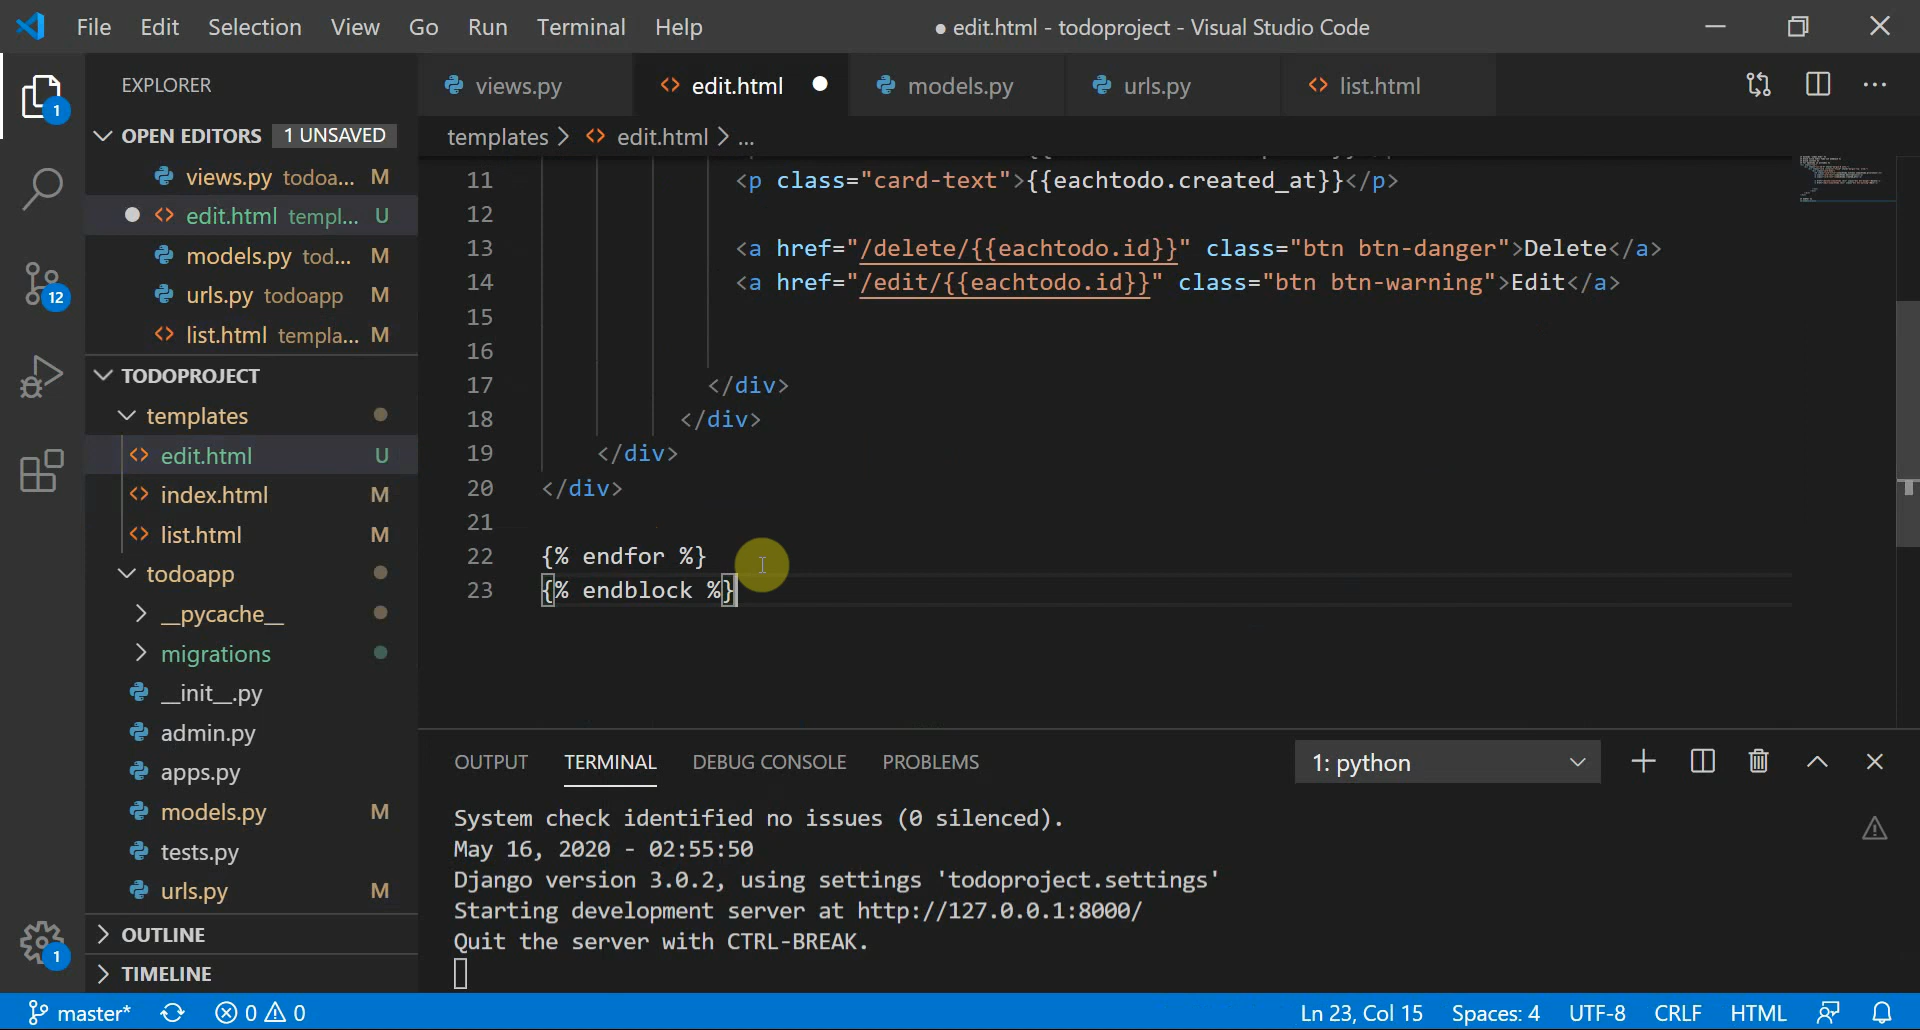 File Edit Selection View Go Run Terminal Help
● edit.html - todoproject - Visual Studio Code
EXPLORER
OPEN EDITORS 1 UNSAVED
views.py todoa... M
edit.html templ... U
models.py tod... M
urls.py todoapp M
list.html templa... M
TODOPROJECT
templates
edit.html U
index.html M
list.html M
todoapp
__pycache__
migrations
__init__.py
admin.py
apps.py
models.py M
tests.py
urls.py M
OUTLINE
TIMELINE
1
12
1
views.py edit.html models.py urls.py list.html
templates > edit.html > ...
11 <p class="card-text">{{eachtodo.created_at}}</p>
12
13 <a href="/delete/{{eachtodo.id}}" class="btn btn-danger">Delete</a>
14 <a href="/edit/{{eachtodo.id}}" class="btn btn-warning">Edit</a>
15
16
17 </div>
18 </div>
19 </div>
20 </div>
21
22 {% endfor %}
23 {% endblock %}
OUTPUT TERMINAL DEBUG CONSOLE PROBLEMS 1: python
System check identified no issues (0 silenced).
May 16, 2020 - 02:55:50
Django version 3.0.2, using settings 'todoproject.settings'
Starting development server at http://127.0.0.1:8000/
Quit the server with CTRL-BREAK.
master* 0 0 Ln 23, Col 15 Spaces: 4 UTF-8 CRLF HTML